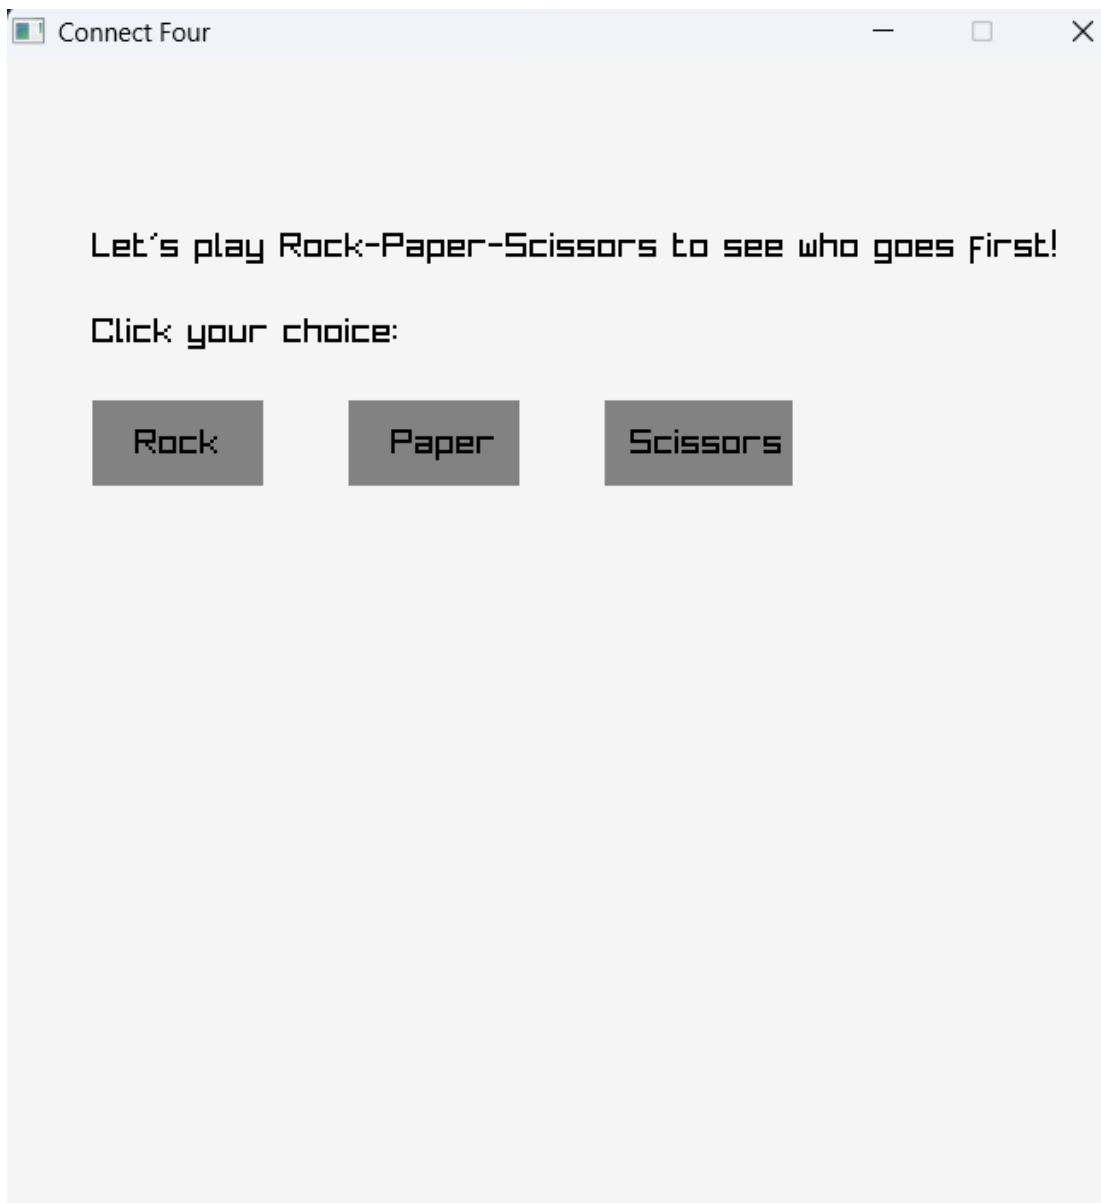 Connect Four
Let's play Rock-Paper-Scissors to see who goes first!
Click your choice:
Rock Paper Scissors